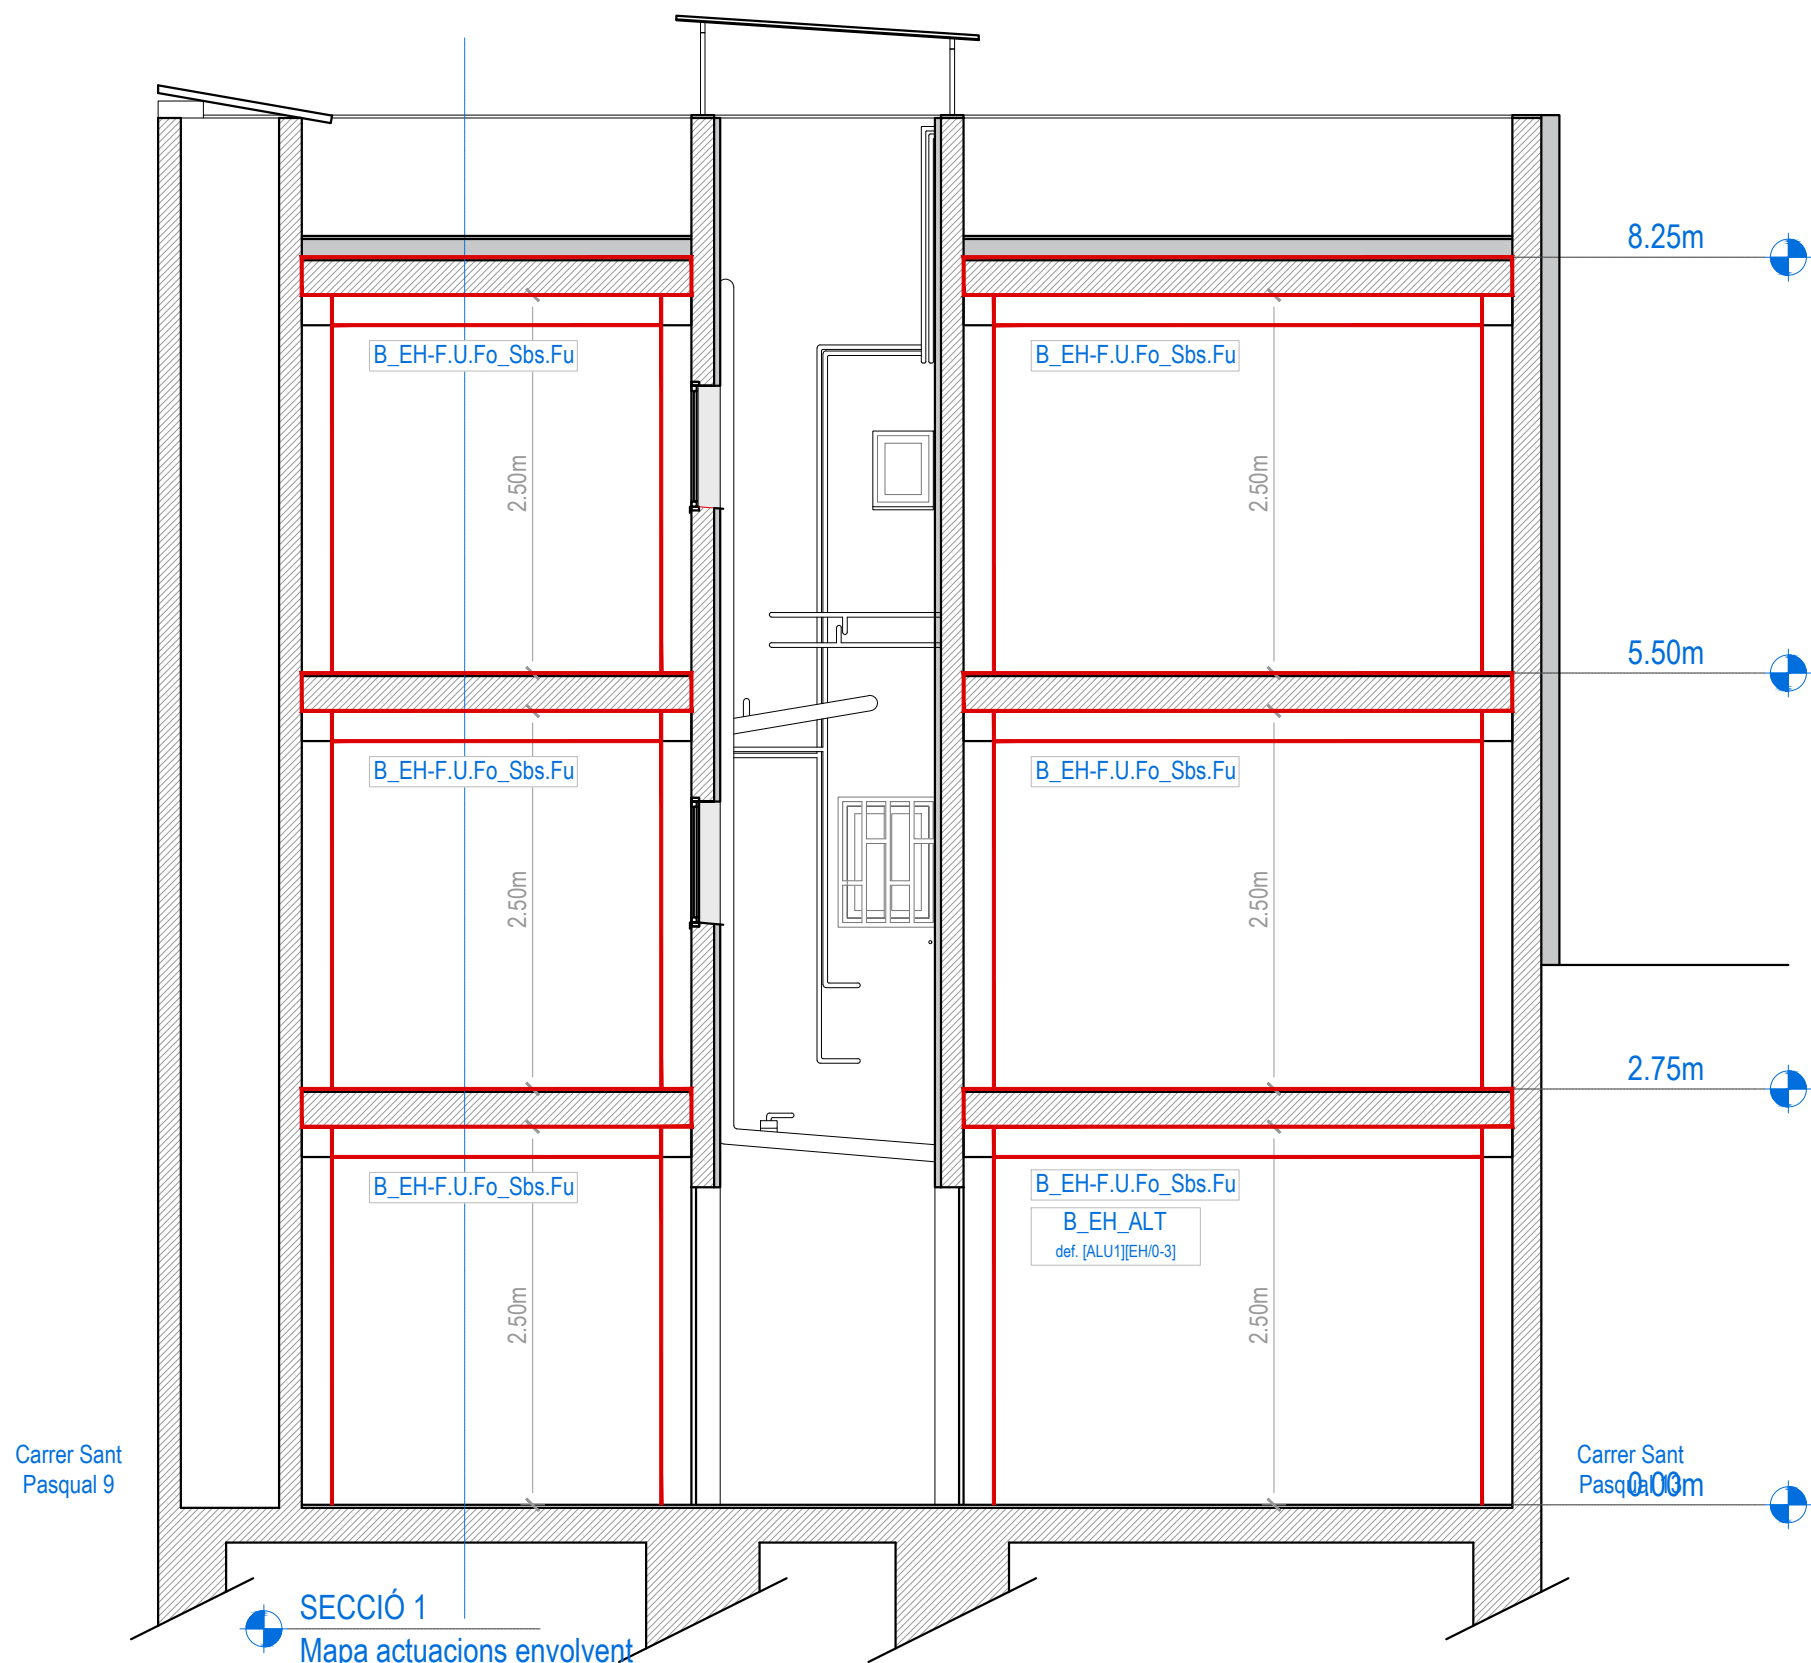 8.25m
B_EH-F.U.Fo_Sbs.Fu
B_EH-F.U.Fo_Sbs.Fu
2.50m
2.50m
5.50m
B_EH-F.U.Fo_Sbs.Fu
B_EH-F.U.Fo_Sbs.Fu
2.50m
2.50m
2.75m
B_EH-F.U.Fo_Sbs.Fu
B_EH-F.U.Fo_Sbs.Fu
B_EH_ALT
def. [ALU1][EH/0-3]
2.50m
2.50m
Carrer Sant
Pasqual 9
Carrer Sant
Pasqual 13
0.00m
SECCIÓ 1
Mapa actuacions envolvent